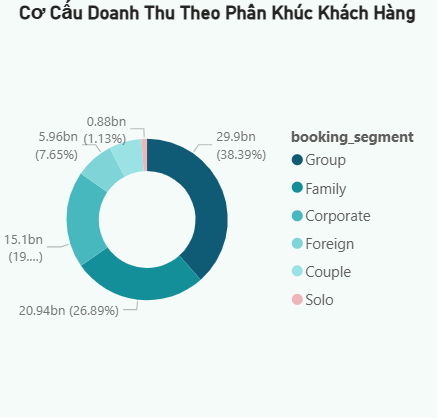 Cơ Cấu Doanh Thu Theo Phân Khúc Khách Hàng
0.88bn
(1.13%)
5.96bn
(7.65%)
29.9bn
(38.39%)
15.1bn
(19....)
20.94bn (26.89%)
booking_segment
Group
Family
Corporate
Foreign
Couple
Solo